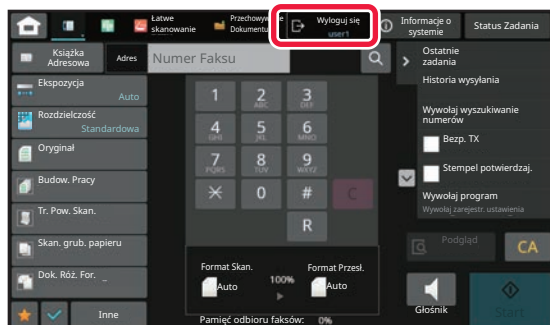 Łatwe
skanowanie
Przechowyw
Dokumentu
Wyloguj się
user1
Informacje o
systemie
Status Zadania
Książka
Adresowa
Adres
Numer Faksu
Ostatnie
zadania
Historia wysyłania
Wywołaj wyszukiwanie
numerów
Bezp. TX
Stempel potwierdzaj.
Wywołaj program
Wywołaj zarejestr. ustawienia
Ekspozycja
Auto
Rozdzielczość
Standardowa
Oryginał
Budow. Pracy
Tr. Pow. Skan.
Skan. grub. papieru
Dok. Róż. For.
Inne
1
2
ABC
3
DEF
4
GHI
5
JKL
6
MNO
7
PQRS
8
TUV
9
WXYZ
0
#
C
R
Format Skan.
Auto
100%
Format Przesł.
Auto
Pamięć odbioru faksów: 0%
Podgląd
CA
Głośnik
Start